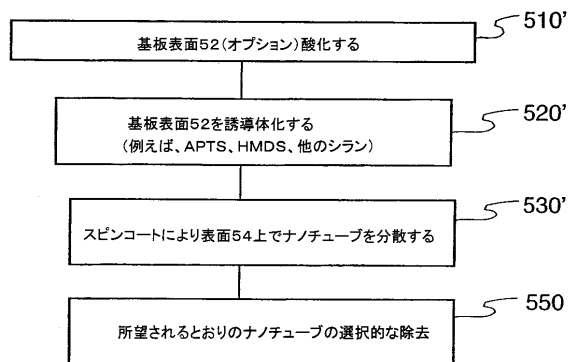 510'
基板表面52(オプション)酸化する
520'
基板表面52を誘導体化する
(例えば、APTS、HMDS、他のシラン)
530'
スピンコートにより表面54上でナノチューブを分散する
550
所望されるとおりのナノチューブの選択的な除去